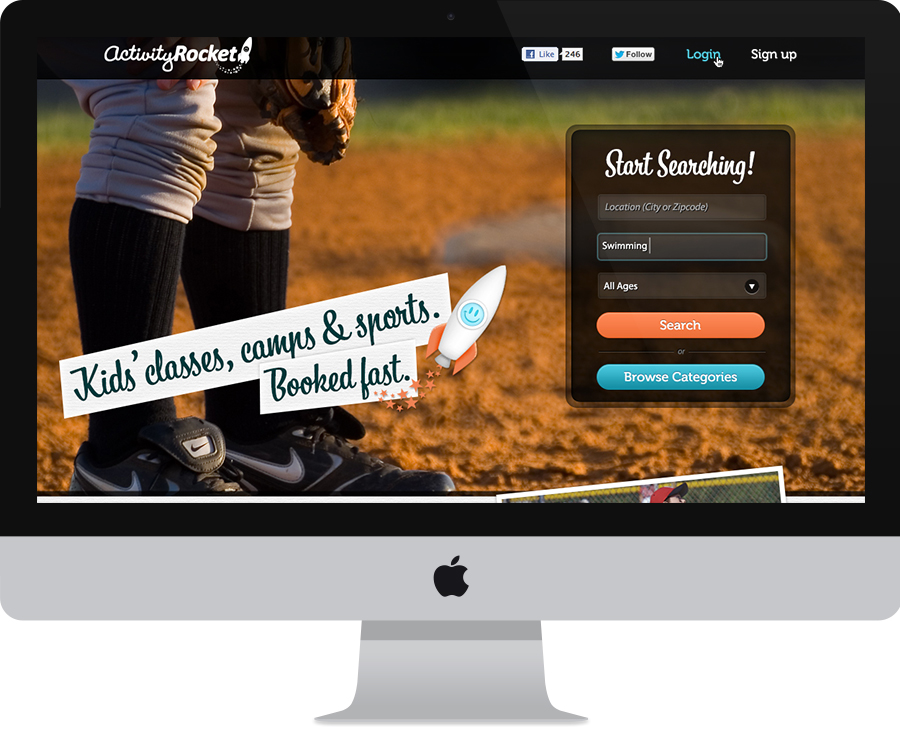 activityRocket
Like 246
Follow
Login
Sign up
Start Searching!
Location (City or Zipcode)
Swimming
All Ages
Search
or
Browse Categories
Kids' classes, camps & sports.
Booked fast.